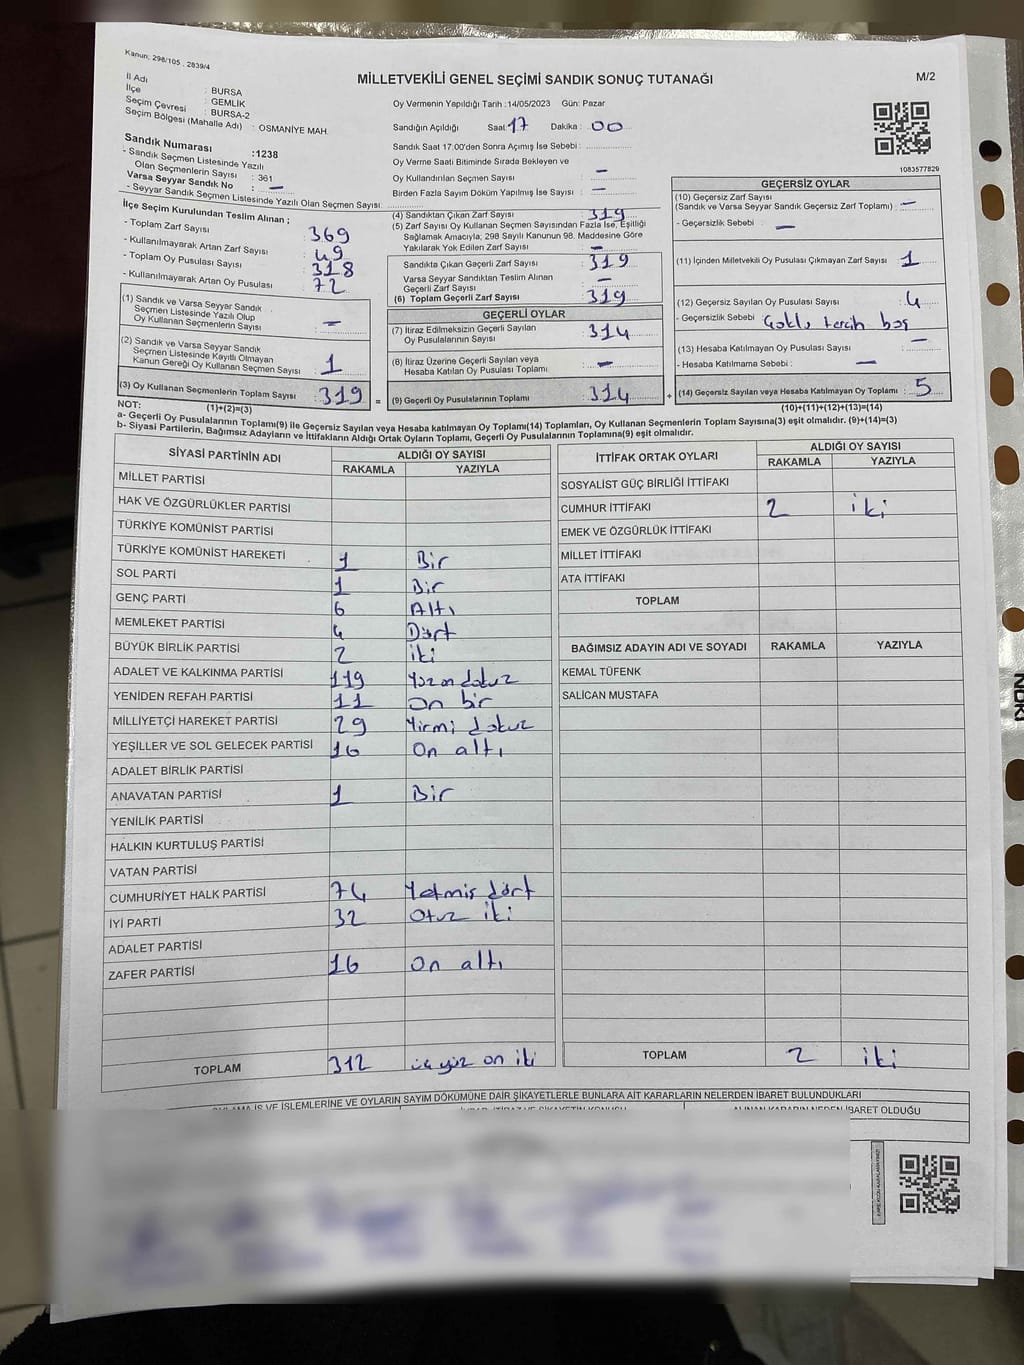 Kanun: 298/105 . 2839/4
MİLLETVEKİLİ GENEL SEÇİMİ SANDIK SONUÇ TUTANAĞI
M/2
İl Adı : BURSA
İlçe : GEMLİK
Seçim Çevresi : BURSA-2
Seçim Bölgesi (Mahalle Adı) : OSMANİYE MAH.
Oy Vermenin Yapıldığı Tarih :14/05/2023 Gün: Pazar
Sandığın Açıldığı Saat 17 Dakika : 00
Sandık Saat 17.00'den Sonra Açımış İse Sebebi :
Oy Verme Saati Bitiminde Sırada Bekleyen ve
Oy Kullandırılan Seçmen Sayısı : —
Birden Fazla Sayım Döküm Yapılmış İse Sayısı : —
1083577829
Sandık Numarası :1238
- Sandık Seçmen Listesinde Yazılı
Olan Seçmenlerin Sayısı : 361
Varsa Seyyar Sandık No : —
- Seyyar Sandık Seçmen Listesinde Yazılı Olan Seçmen Sayısı:
İlçe Seçim Kurulundan Teslim Alınan ;
- Toplam Zarf Sayısı : 369
- Kullanılmayarak Artan Zarf Sayısı : 49
- Toplam Oy Pusulası Sayısı : 318
- Kullanılmayarak Artan Oy Pusulası : 72
(1) Sandık ve Varsa Seyyar Sandık
Seçmen Listesinde Yazılı Olup
Oy Kullanan Seçmenlerin Sayısı : —
(2) Sandık ve Varsa Seyyar Sandık
Seçmen Listesinde Kayıtlı Olmayan
Kanun Gereği Oy Kullanan Seçmen Sayısı : 1
(3) Oy Kullanan Seçmenlerin Toplam Sayısı : 319 =
(1)+(2)=(3)
(4) Sandıktan Çıkan Zarf Sayısı : 319
(5) Zarf Sayısı Oy Kullanan Seçmen Sayısından Fazla İse, Eşitliği
Sağlamak Amacıyla; 298 Sayılı Kanunun 98. Maddesine Göre
Yakılarak Yok Edilen Zarf Sayısı : —
Sandıkta Çıkan Geçerli Zarf Sayısı : 319
Varsa Seyyar Sandıktan Teslim Alınan
Geçerli Zarf Sayısı : —
(6) Toplam Geçerli Zarf Sayısı : 319
GEÇERLİ OYLAR
(7) İtiraz Edilmeksizin Geçerli Sayılan
Oy Pusulasının Sayısı : 314
(8) İtiraz Üzerine Geçerli Sayılan veya
Hesaba Katılan Oy Pusulası Toplamı : —
(9) Geçerli Oy Pusulalarının Toplamı : 314 +
GEÇERSİZ OYLAR
(10) Geçersiz Zarf Sayısı
(Sandık ve Varsa Seyyar Sandık Geçersiz Zarf Toplamı) : —
- Geçersizlik Sebebi : —
(11) İçinden Milletvekili Oy Pusulası Çıkmayan Zarf Sayısı : 1
(12) Geçersiz Sayılan Oy Pusulası Sayısı : 4
- Geçersizlik Sebebi : Çoklu tercih boş
(13) Hesaba Katılmayan Oy Pusulası Sayısı : —
- Hesaba Katılmama Sebebi : —
(14) Geçersiz Sayılan veya Hesaba Katılmayan Oy Toplamı : 5
(10)+(11)+(12)+(13)=(14)
NOT:
a- Geçerli Oy Pusulalarının Toplamı(9) ile Geçersiz Sayılan veya Hesaba katılmayan Oy Toplamı(14) Toplamları, Oy Kullanan Seçmenlerin Toplam Sayısına(3) eşit olmalıdır. (9)+(14)=(3)
b- Siyasi Partilerin, Bağımsız Adayların ve İttifakların Aldığı Ortak Oyların Toplamı, Geçerli Oy Pusulalarının Toplamına(9) eşit olmalıdır.
SİYASİ PARTİNİN ADI ALDIĞI OY SAYISI
RAKAMLA YAZIYLA
MİLLET PARTİSİ
HAK VE ÖZGÜRLÜKLER PARTİSİ
TÜRKİYE KOMÜNİST PARTİSİ
TÜRKİYE KOMÜNİST HAREKETİ 1 Bir
SOL PARTİ 1 Bir
GENÇ PARTİ 6 Altı
MEMLEKET PARTİSİ 4 Dört
BÜYÜK BİRLİK PARTİSİ 2 iki
ADALET VE KALKINMA PARTİSİ 119 Yüz on dokuz
YENİDEN REFAH PARTİSİ 11 On bir
MİLLİYETÇİ HAREKET PARTİSİ 29 Yirmi dokuz
YEŞİLLER VE SOL GELECEK PARTİSİ 16 On altı
ADALET BİRLİK PARTİSİ
ANAVATAN PARTİSİ 1 Bir
YENİLİK PARTİSİ
HALKIN KURTULUŞ PARTİSİ
VATAN PARTİSİ
CUMHURİYET HALK PARTİSİ 74 Yetmiş dört
İYİ PARTİ 32 Otuz iki
ADALET PARTİSİ
ZAFER PARTİSİ 16 On altı
TOPLAM 312 üç yüz on iki
İTTİFAK ORTAK OYLARI ALDIĞI OY SAYISI
RAKAMLA YAZIYLA
SOSYALİST GÜÇ BİRLİĞİ İTTİFAKI
CUMHUR İTTİFAKI 2 iki
EMEK VE ÖZGÜRLÜK İTTİFAKI
MİLLET İTTİFAKI
ATA İTTİFAKI
TOPLAM
BAĞIMSIZ ADAYIN ADI VE SOYADI RAKAMLA YAZIYLA
KEMAL TÜFENK
SALİCAN MUSTAFA
TOPLAM 2 iki
İŞ VE İŞLEMLERİNE VE OYLARIN SAYIM DÖKÜMÜNE DAİR ŞİKAYETLERLE BUNLARA AİT KARARLARIN NELERDEN İBARET BULUNDUKLARI
İBARET OLDUĞU